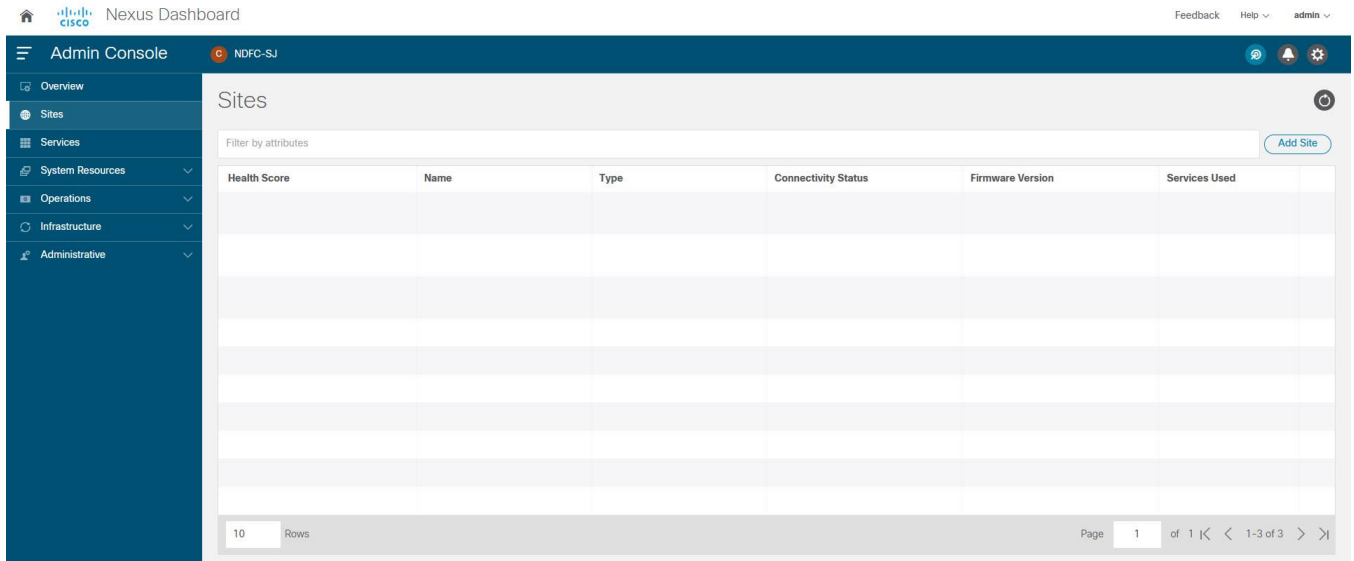 cisco Nexus Dashboard Feedback Help admin
Admin Console C NDFC-SJ
Overview
Sites
Services
System Resources
Operations
Infrastructure
Administrative
Sites
Filter by attributes Add Site
Health Score Name Type Connectivity Status Firmware Version Services Used
10 Rows Page 1 of 1 1-3 of 3